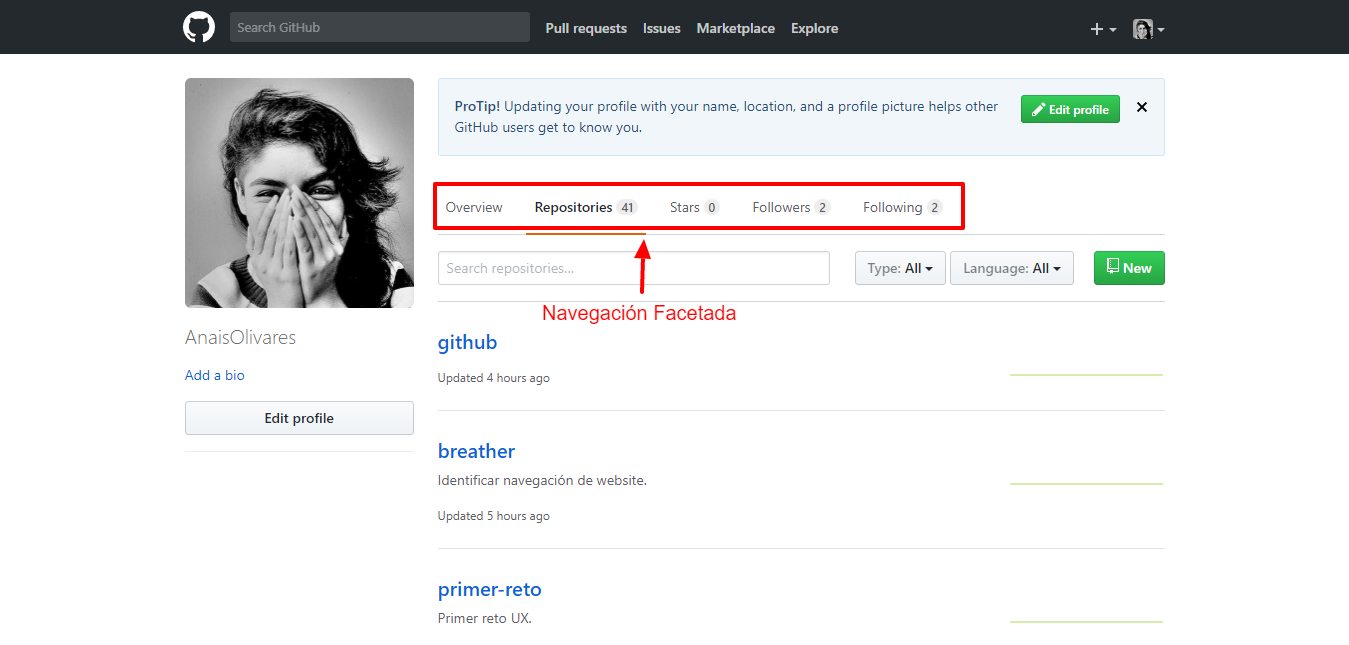 Search GitHub Pull requests Issues Marketplace Explore
ProTip! Updating your profile with your name, location, and a profile picture helps other
GitHub users get to know you.
Edit profile
Overview Repositories 41 Stars 0 Followers 2 Following 2
Search repositories... Type: All Language: All New
Navegación Facetada
AnaisOlivares
Add a bio
Edit profile
github
Updated 4 hours ago
breather
Identificar navegación de website.
Updated 5 hours ago
primer-reto
Primer reto UX.